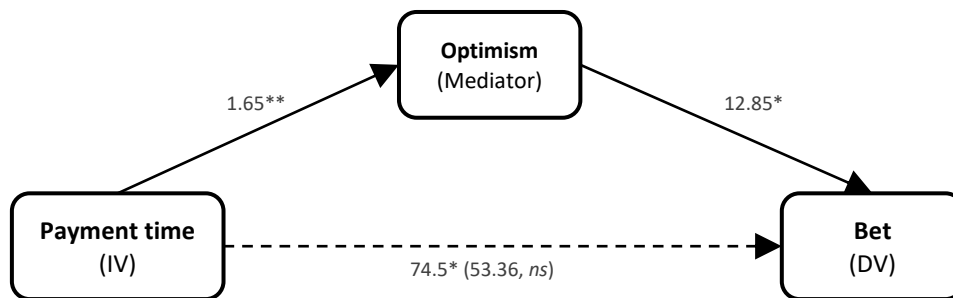 Optimism
(Mediator)
1.65**
12.85*
Payment time
(IV)
Bet
(DV)
74.5* (53.36, ns)